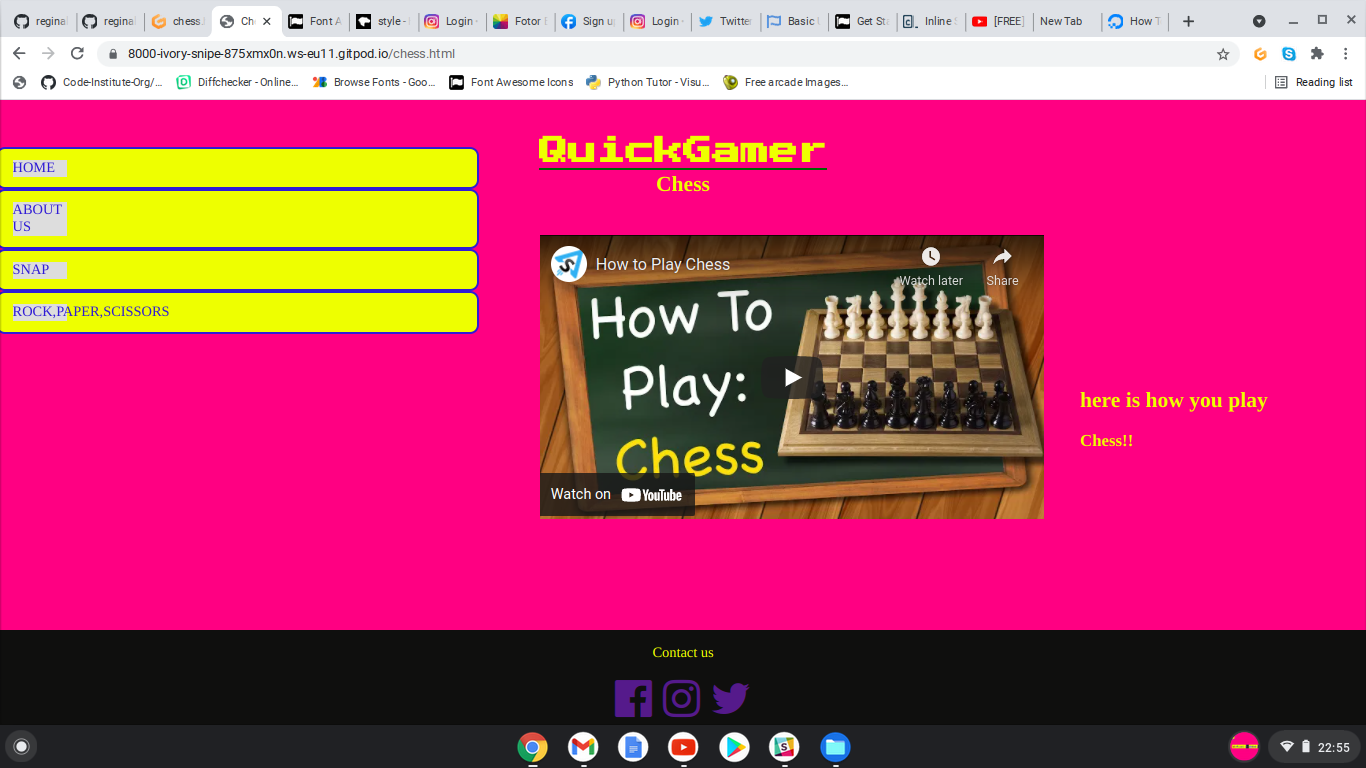 reginal
reginal
chess.h
Che
Font A
style -
Login
Fotor
Sign u
Login
Twitter
Basic
Get Sta
Inline S
[FREE]
New Tab
How T
8000-ivory-snipe-875xmx0n.ws-eu11.gitpod.io/chess.html
Code-Institute-Org/...
Diffchecker - Online...
Browse Fonts - Goo...
Font Awesome Icons
Python Tutor - Visu...
Free arcade Images...
Reading list
QuickGamer
Chess
HOME
ABOUT
US
SNAP
ROCK,PAPER,SCISSORS
How to Play Chess
Watch later
Share
How To
Play:
Chess
Watch on YouTube
here is how you play
Chess!!
Contact us
22:55